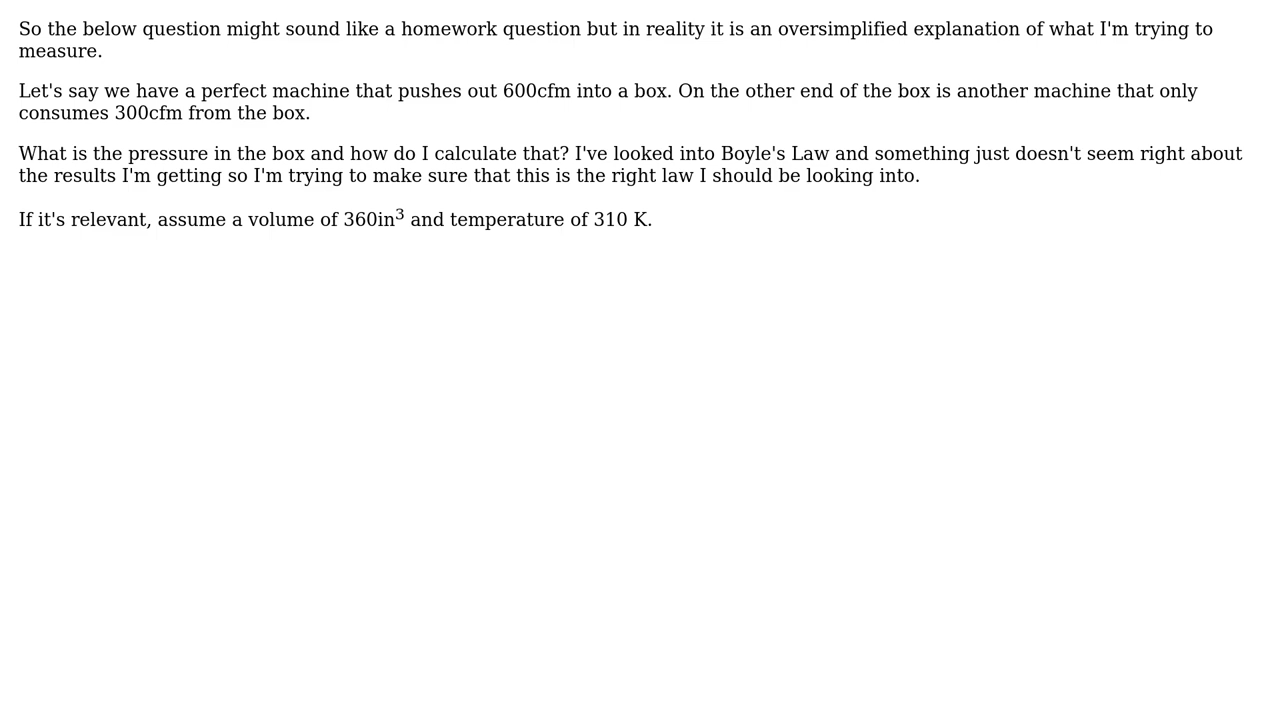 So the below question might sound like a homework question but in reality it is an oversimplified explanation of what I'm trying to
measure.
Let's say we have a perfect machine that pushes out 600cfm into a box. On the other end of the box is another machine that only
consumes 300cfm from the box.
What is the pressure in the box and how do I calculate that? I've looked into Boyle's Law and something just doesn't seem right about
the results I'm getting so I'm trying to make sure that this is the right law I should be looking into.
If it's relevant, assume a volume of 360in³ and temperature of 310 K.